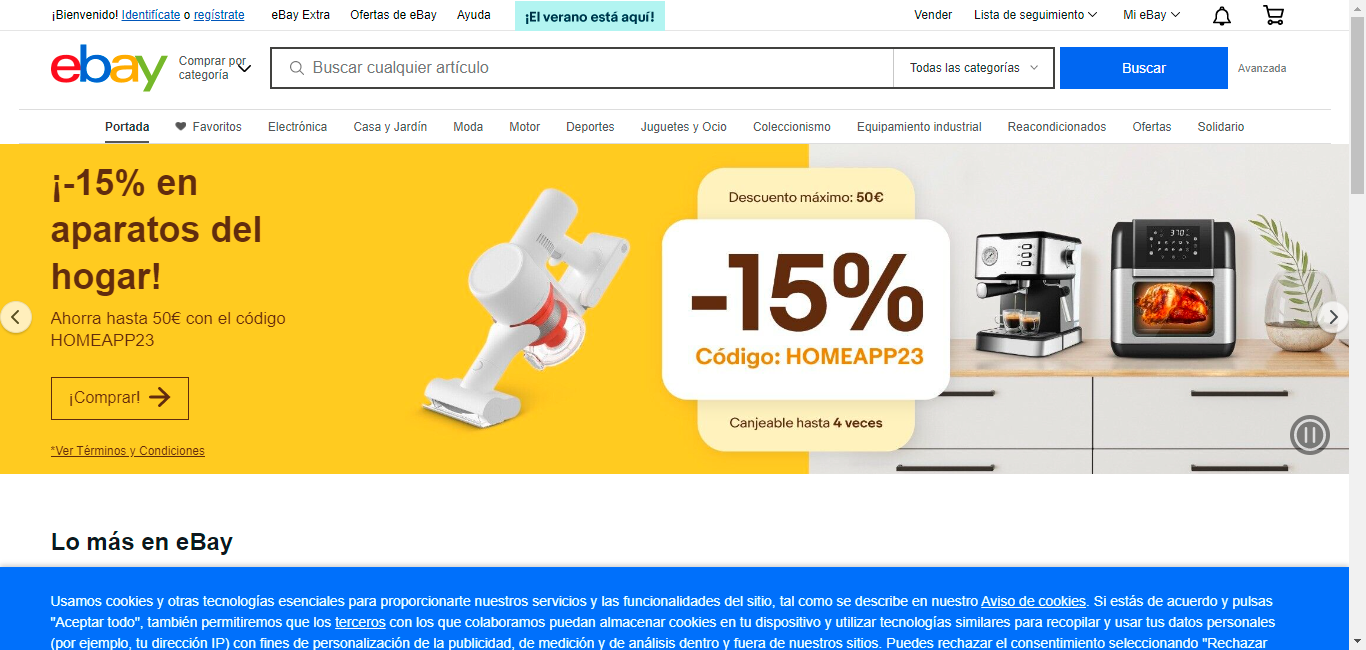 ¡Bienvenido! Identifícate o regístrate
eBay Extra
Ofertas de eBay
Ayuda
¡El verano está aquí!
Vender
Lista de seguimiento
Mi eBay
ebay
Comprar por
categoría
Buscar cualquier artículo
Todas las categorías
Buscar
Avanzada
Portada
Favoritos
Electrónica
Casa y Jardín
Moda
Motor
Deportes
Juguetes y Ocio
Coleccionismo
Equipamiento industrial
Reacondicionados
Ofertas
Solidario
¡-15% en
aparatos del
hogar!
Ahorra hasta 50€ con el código
HOMEAPP23
¡Comprar!
*Ver Términos y Condiciones
Descuento máximo: 50€
-15%
Código: HOMEAPP23
Canjeable hasta 4 veces
370
Lo más en eBay
Usamos cookies y otras tecnologías esenciales para proporcionarte nuestros servicios y las funcionalidades del sitio, tal como se describe en nuestro Aviso de cookies. Si estás de acuerdo y pulsas
"Aceptar todo", también permitiremos que los terceros con los que colaboramos puedan almacenar cookies en tu dispositivo y utilizar tecnologías similares para recopilar y usar tus datos personales
(por ejemplo, tu dirección IP) con fines de personalización de la publicidad, de medición y de análisis dentro y fuera de nuestros sitios. Puedes rechazar el consentimiento seleccionando "Rechazar